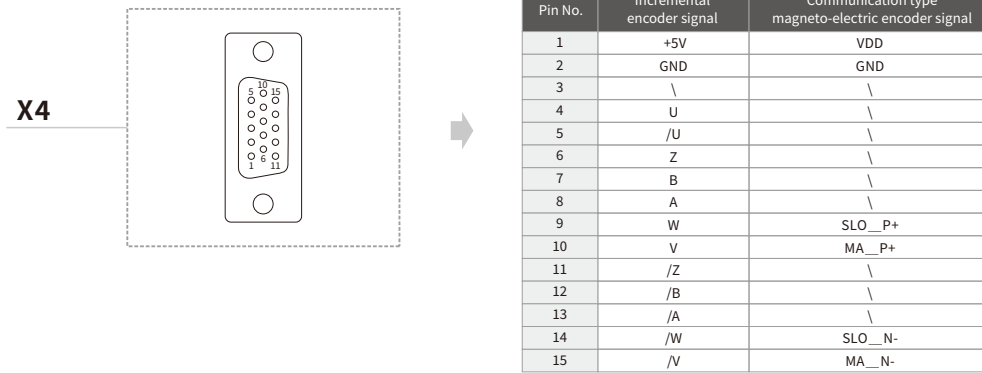 X4
5 10 15
1 6 11
Pin No. Incremental encoder signal Communication type magneto-electric encoder signal
1 +5V VDD
2 GND GND
3 \ \
4 U \
5 /U \
6 Z \
7 B \
8 A \
9 W SLO__P+
10 V MA__P+
11 /Z \
12 /B \
13 /A \
14 /W SLO__N-
15 /V MA__N-